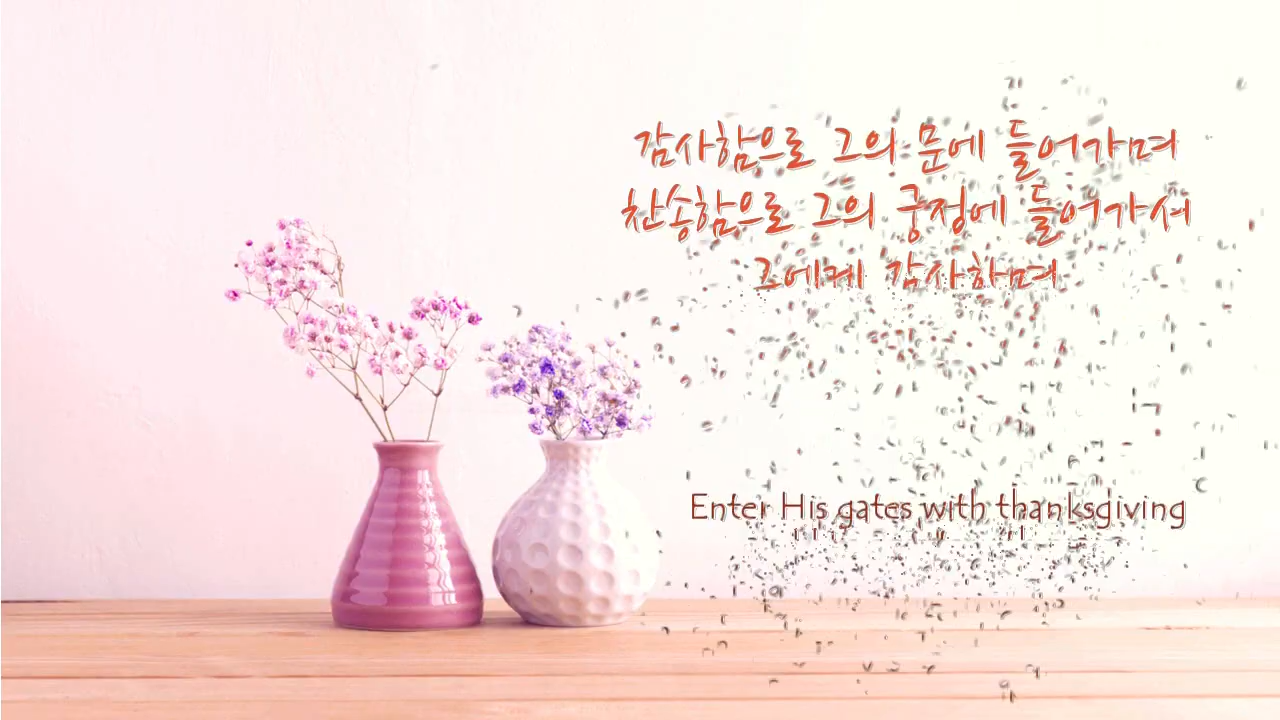 감사함으로 그의 문에 들어가며
찬송함으로 그의 궁정에 들어가서
그에게 감사하며
Enter His gates with thanksgiving